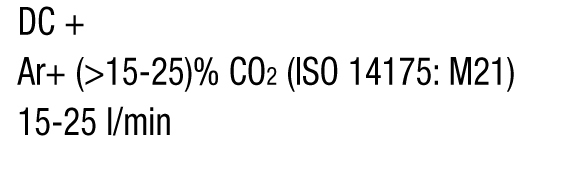 DC +
Ar+ (>15-25)% CO₂ (ISO 14175: M21)
15-25 l/min